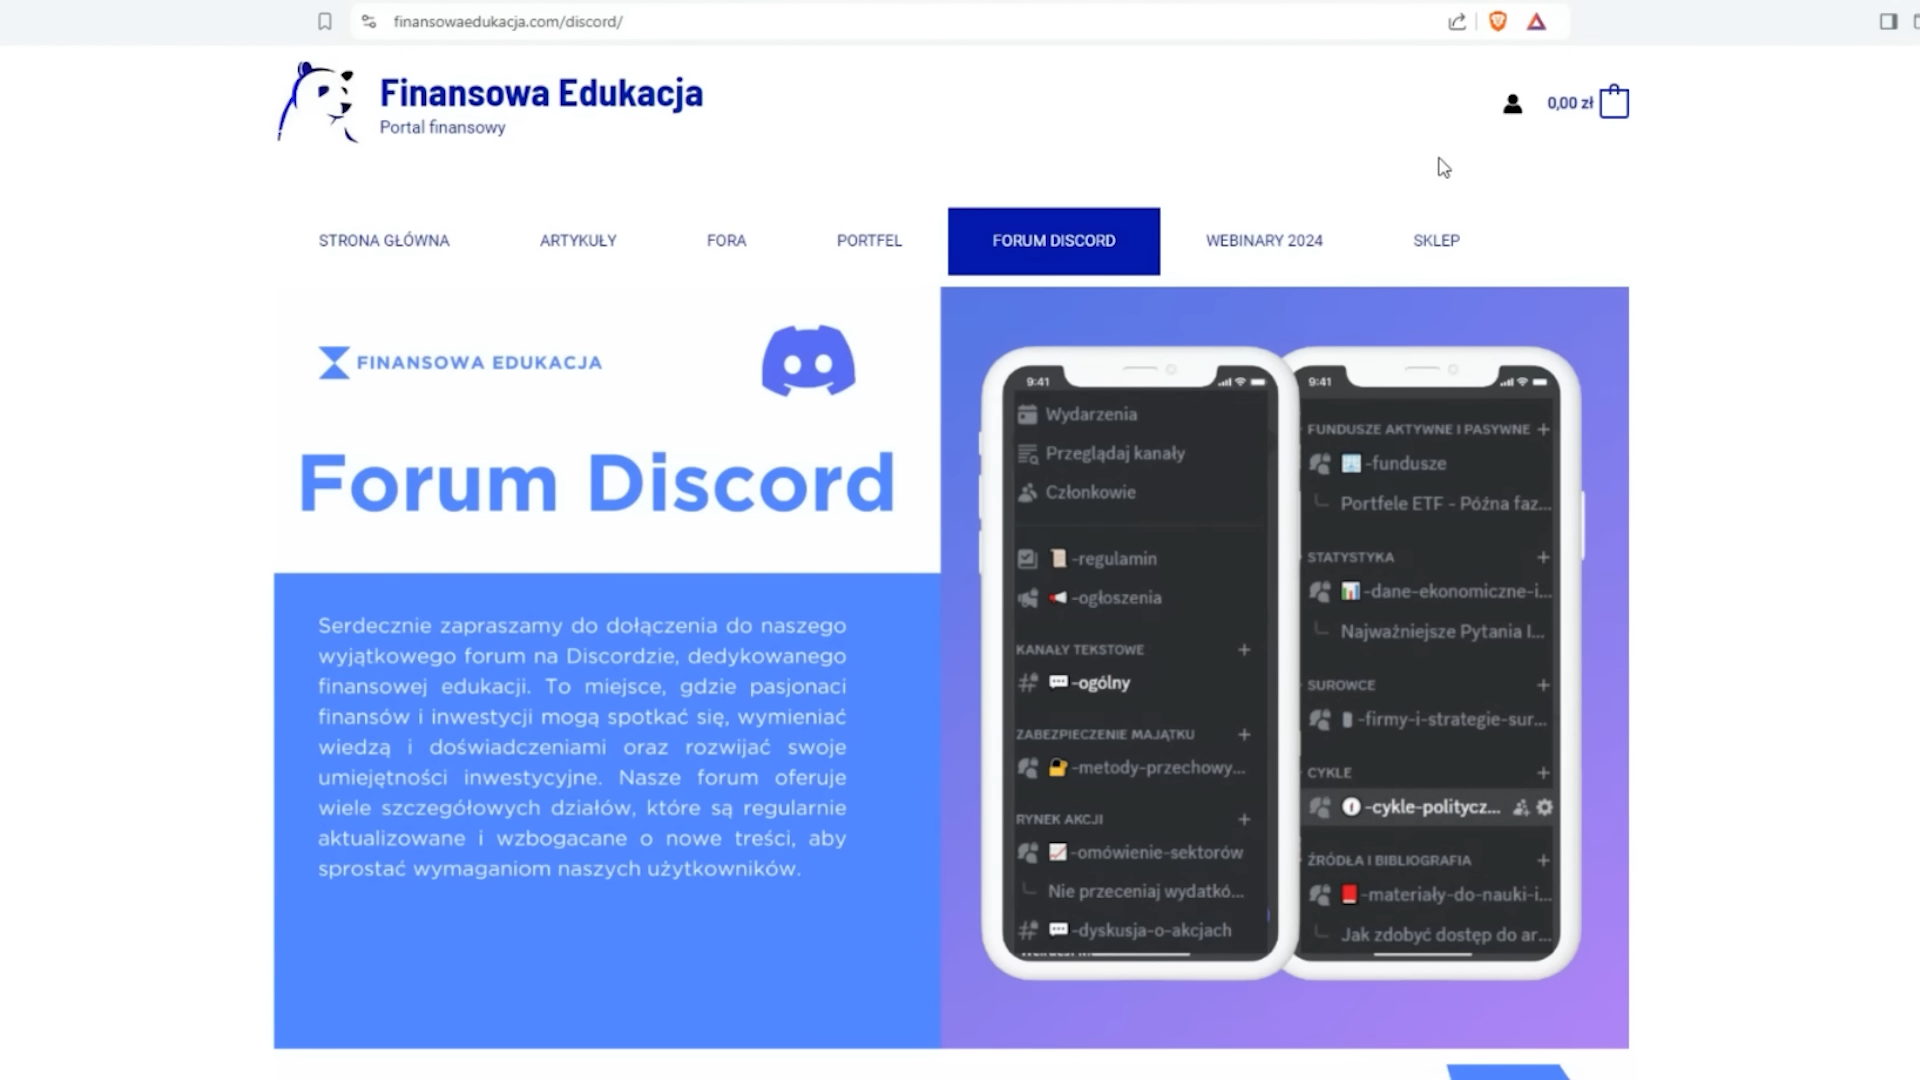 finansowaedukacja.com/discord/
Finansowa Edukacja
Portal finansowy
0,00 zł
STRONA GŁÓWNA
ARTYKUŁY
FORA
PORTFEL
FORUM DISCORD
WEBINARY 2024
SKLEP
FINANSOWA EDUKACJA
Forum Discord
Serdecznie zapraszamy do dołączenia do naszego
wyjątkowego forum na Discordzie, dedykowanego
finansowej edukacji. To miejsce, gdzie pasjonaci
finansów i inwestycji mogą spotkać się, wymieniać
wiedzą i doświadczeniami oraz rozwijać swoje
umiejętności inwestycyjne. Nasze forum oferuje
wiele szczegółowych działów, które są regularnie
aktualizowane i wzbogacane o nowe treści, aby
sprostać wymaganiom naszych użytkowników.
9:41
Wydarzenia
Przeglądaj kanały
Członkowie
-regulamin
-ogłoszenia
KANAŁY TEKSTOWE
-ogólny
ZABEZPIECZENIE MAJĄTKU
-metody-przechowy...
RYNEK AKCJI
-omówienie-sektorów
Nie przeceniaj wydatkó...
-dyskusja-o-akcjach
9:41
FUNDUSZE AKTYWNE I PASYWNE
-fundusze
Portfele ETF - Późna faz...
STATYSTYKA
-dane-ekonomiczne-i...
Najważniejsze Pytania I...
SUROWCE
-firmy-i-strategie-sur...
CYKLE
-cykle-politycz...
ŹRÓDŁA I BIBLIOGRAFIA
-materiały-do-nauki-i...
Jak zdobyć dostęp do ar...